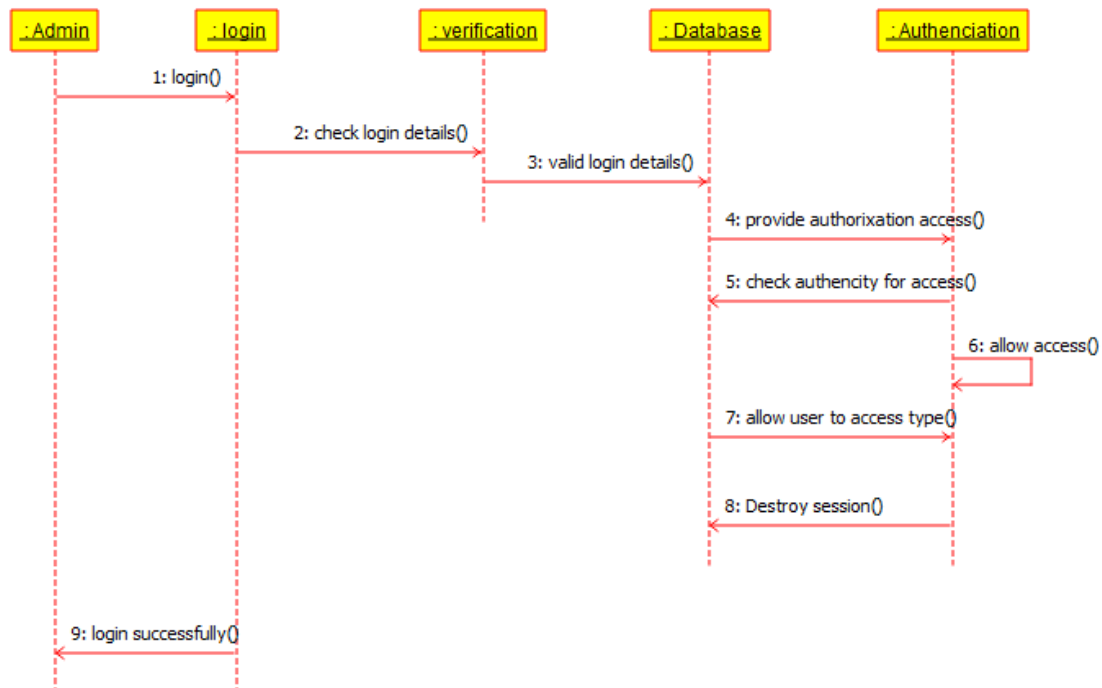 : Admin
: login
: verification
: Database
: Authenciation
1: login()
2: check login details()
3: valid login details()
4: provide authorixation access()
5: check authencity for access()
6: allow access()
7: allow user to access type()
8: Destroy session()
9: login successfully()